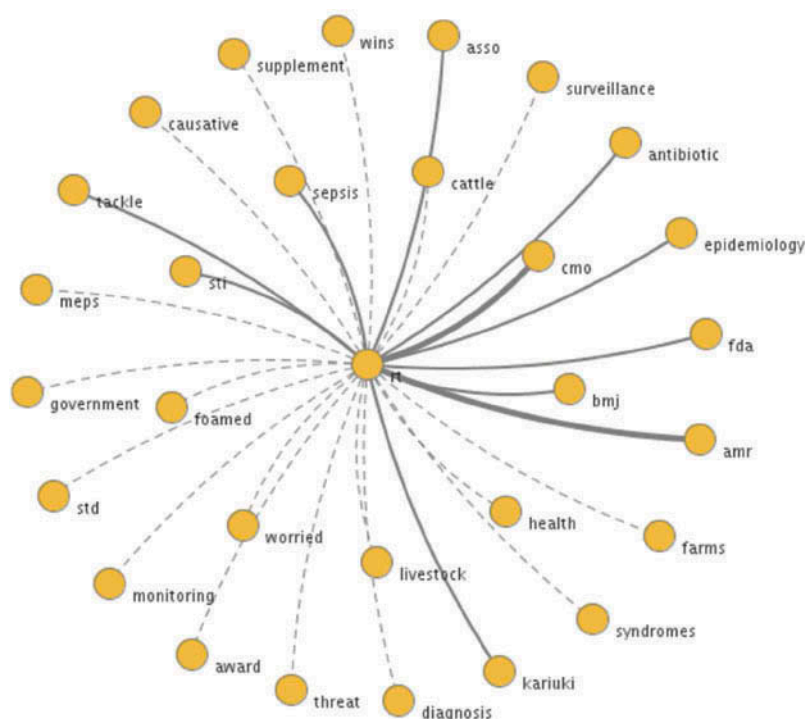 wins
asso
supplement
surveillance
causative
antibiotic
sepsis
cattle
tackle
epidemiology
cmo
sti
meps
fda
rt
bmj
government
foamed
amr
std
health
worried
farms
livestock
monitoring
syndromes
award
kariuki
threat
diagnosis